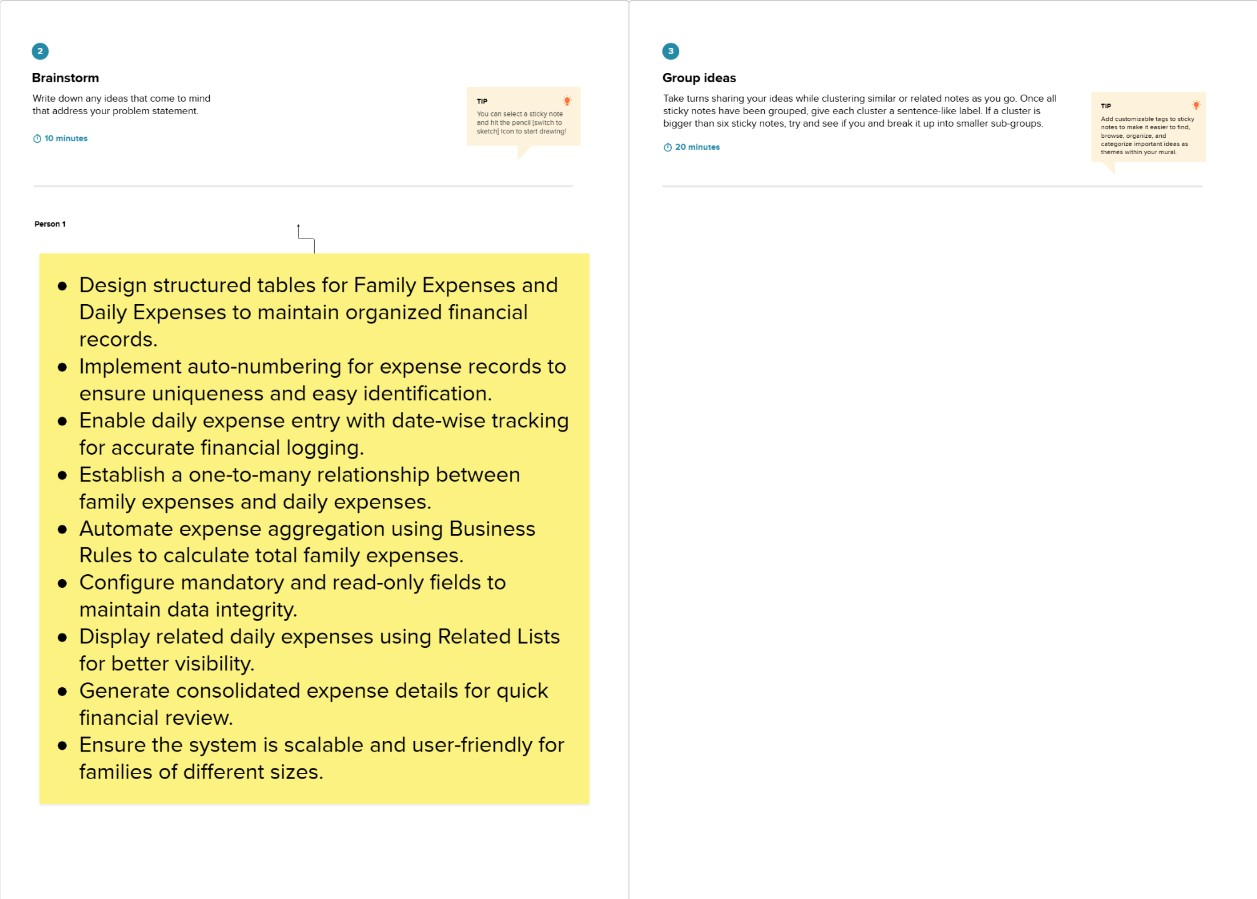 2
Brainstorm
Write down any ideas that come to mind
that address your problem statement.
10 minutes
TIP
You can select a sticky note
and hit the pencil [switch to
sketch] icon to start drawing!
Person 1
● Design structured tables for Family Expenses and
Daily Expenses to maintain organized financial
records.
● Implement auto-numbering for expense records to
ensure uniqueness and easy identification.
● Enable daily expense entry with date-wise tracking
for accurate financial logging.
● Establish a one-to-many relationship between
family expenses and daily expenses.
● Automate expense aggregation using Business
Rules to calculate total family expenses.
● Configure mandatory and read-only fields to
maintain data integrity.
● Display related daily expenses using Related Lists
for better visibility.
● Generate consolidated expense details for quick
financial review.
● Ensure the system is scalable and user-friendly for
families of different sizes.
3
Group ideas
Take turns sharing your ideas while clustering similar or related notes as you go. Once all
sticky notes have been grouped, give each cluster a sentence-like label. If a cluster is
bigger than six sticky notes, try and see if you and break it up into smaller sub-groups.
20 minutes
TIP
Add customizable tags to sticky
notes to make it easier to find,
browse, organize, and
categorize important ideas as
themes within your mural.